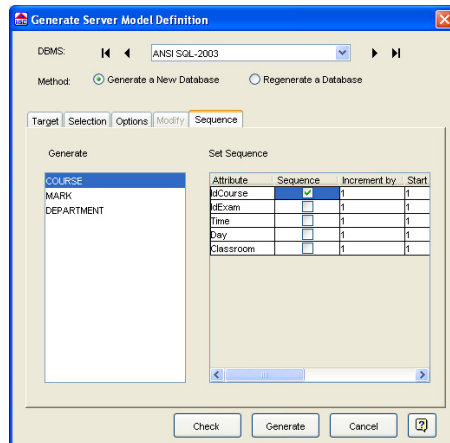 Generate Server Model Definition
DBMS: ANSI SQL-2003
Method: Generate a New Database Regenerate a Database
Target Selection Options Modify Sequence
Generate Set Sequence
COURSE
MARK
DEPARTMENT
Attribute Sequence Increment by Start
IdCourse 1 1
IdExam 1 1
Time 1 1
Day 1 1
Classroom 1 1
Check Generate Cancel ?